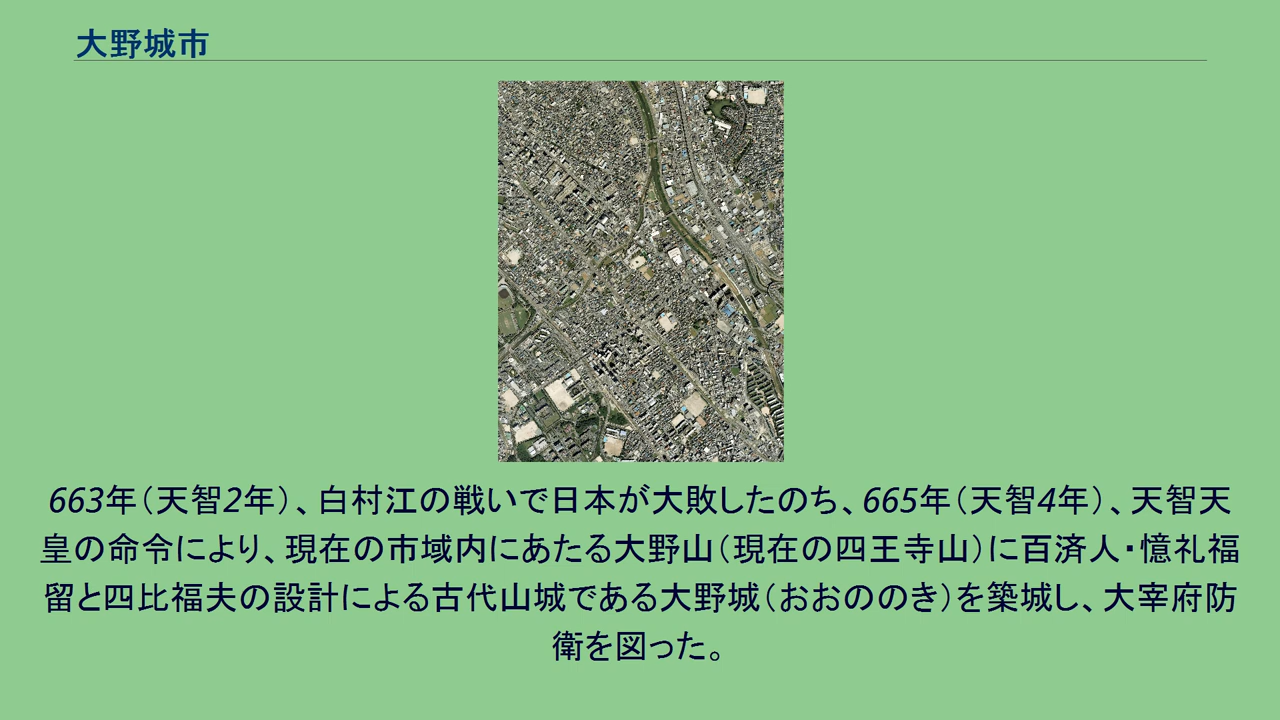 大野城市
663年（天智2年）、白村江の戦いで日本が大敗したのち、665年（天智4年）、天智天
皇の命令により、現在の市域内にあたる大野山（現在の四王寺山）に百済人・憶礼福
留と四比福夫の設計による古代山城である大野城（おおののき）を築城し、大宰府防
衛を図った。